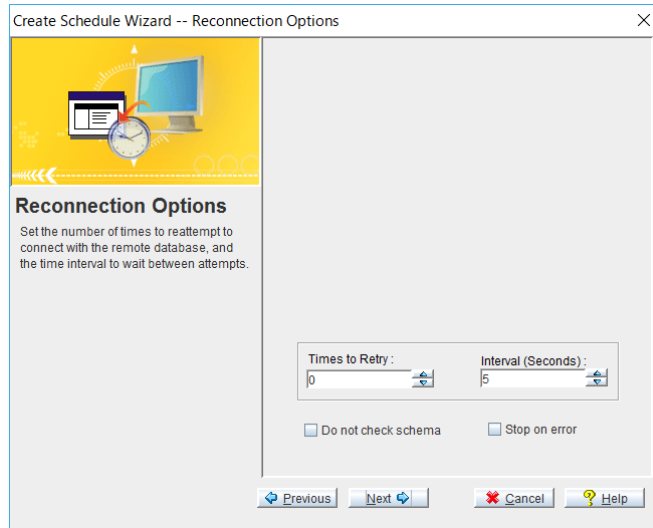 Create Schedule Wizard -- Reconnection Options
Reconnection Options
Set the number of times to reattempt to
connect with the remote database, and
the time interval to wait between attempts.
Times to Retry :
Interval (Seconds) :
0
5
Do not check schema
Stop on error
Previous
Next
Cancel
Help